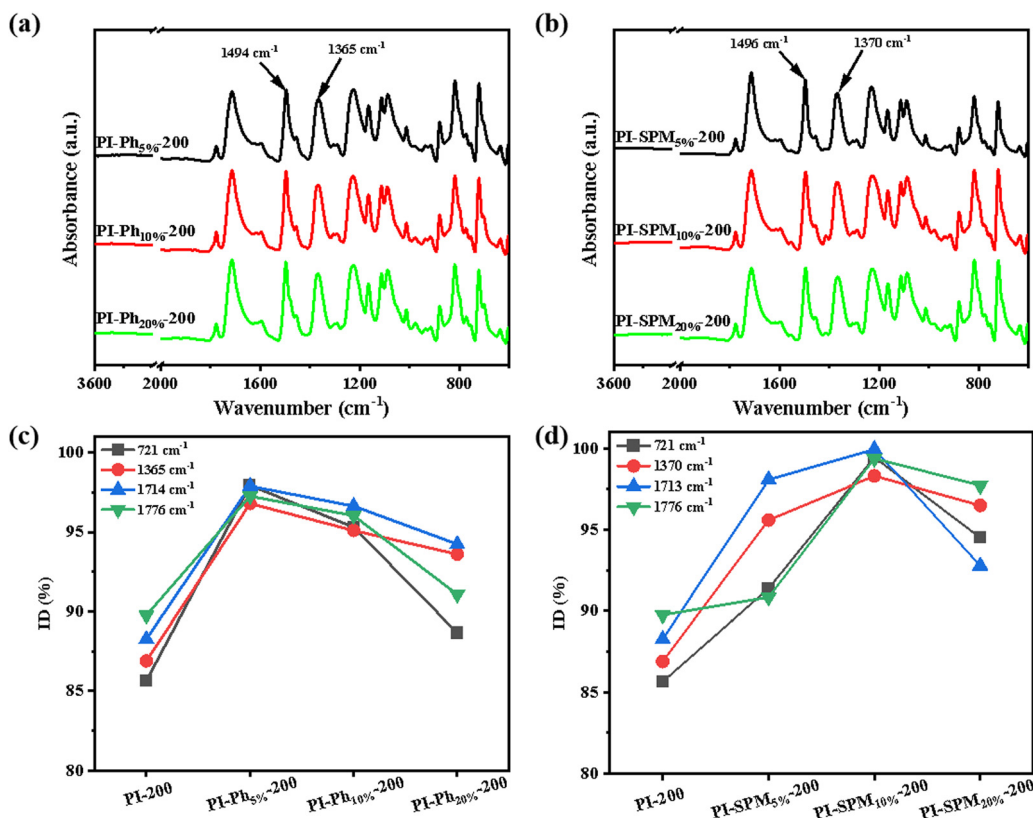 (a)
1494 cm⁻¹
1365 cm⁻¹
PI-Ph5%-200
PI-Ph10%-200
PI-Ph20%-200
Absorbance (a.u.)
3600 2000 1600 1200 800
Wavenumber (cm⁻¹)
(b)
1496 cm⁻¹
1370 cm⁻¹
PI-SPM5%-200
PI-SPM10%-200
PI-SPM20%-200
Absorbance (a.u.)
3600 2000 1600 1200 800
Wavenumber (cm⁻¹)
(c)
721 cm⁻¹
1365 cm⁻¹
1714 cm⁻¹
1776 cm⁻¹
100
95
90
85
80
ID (%)
PI-200 PI-Ph5%-200 PI-Ph10%-200 PI-Ph20%-200
(d)
721 cm⁻¹
1370 cm⁻¹
1713 cm⁻¹
1776 cm⁻¹
100
95
90
85
80
ID (%)
PI-200 PI-SPM5%-200 PI-SPM10%-200 PI-SPM20%-200